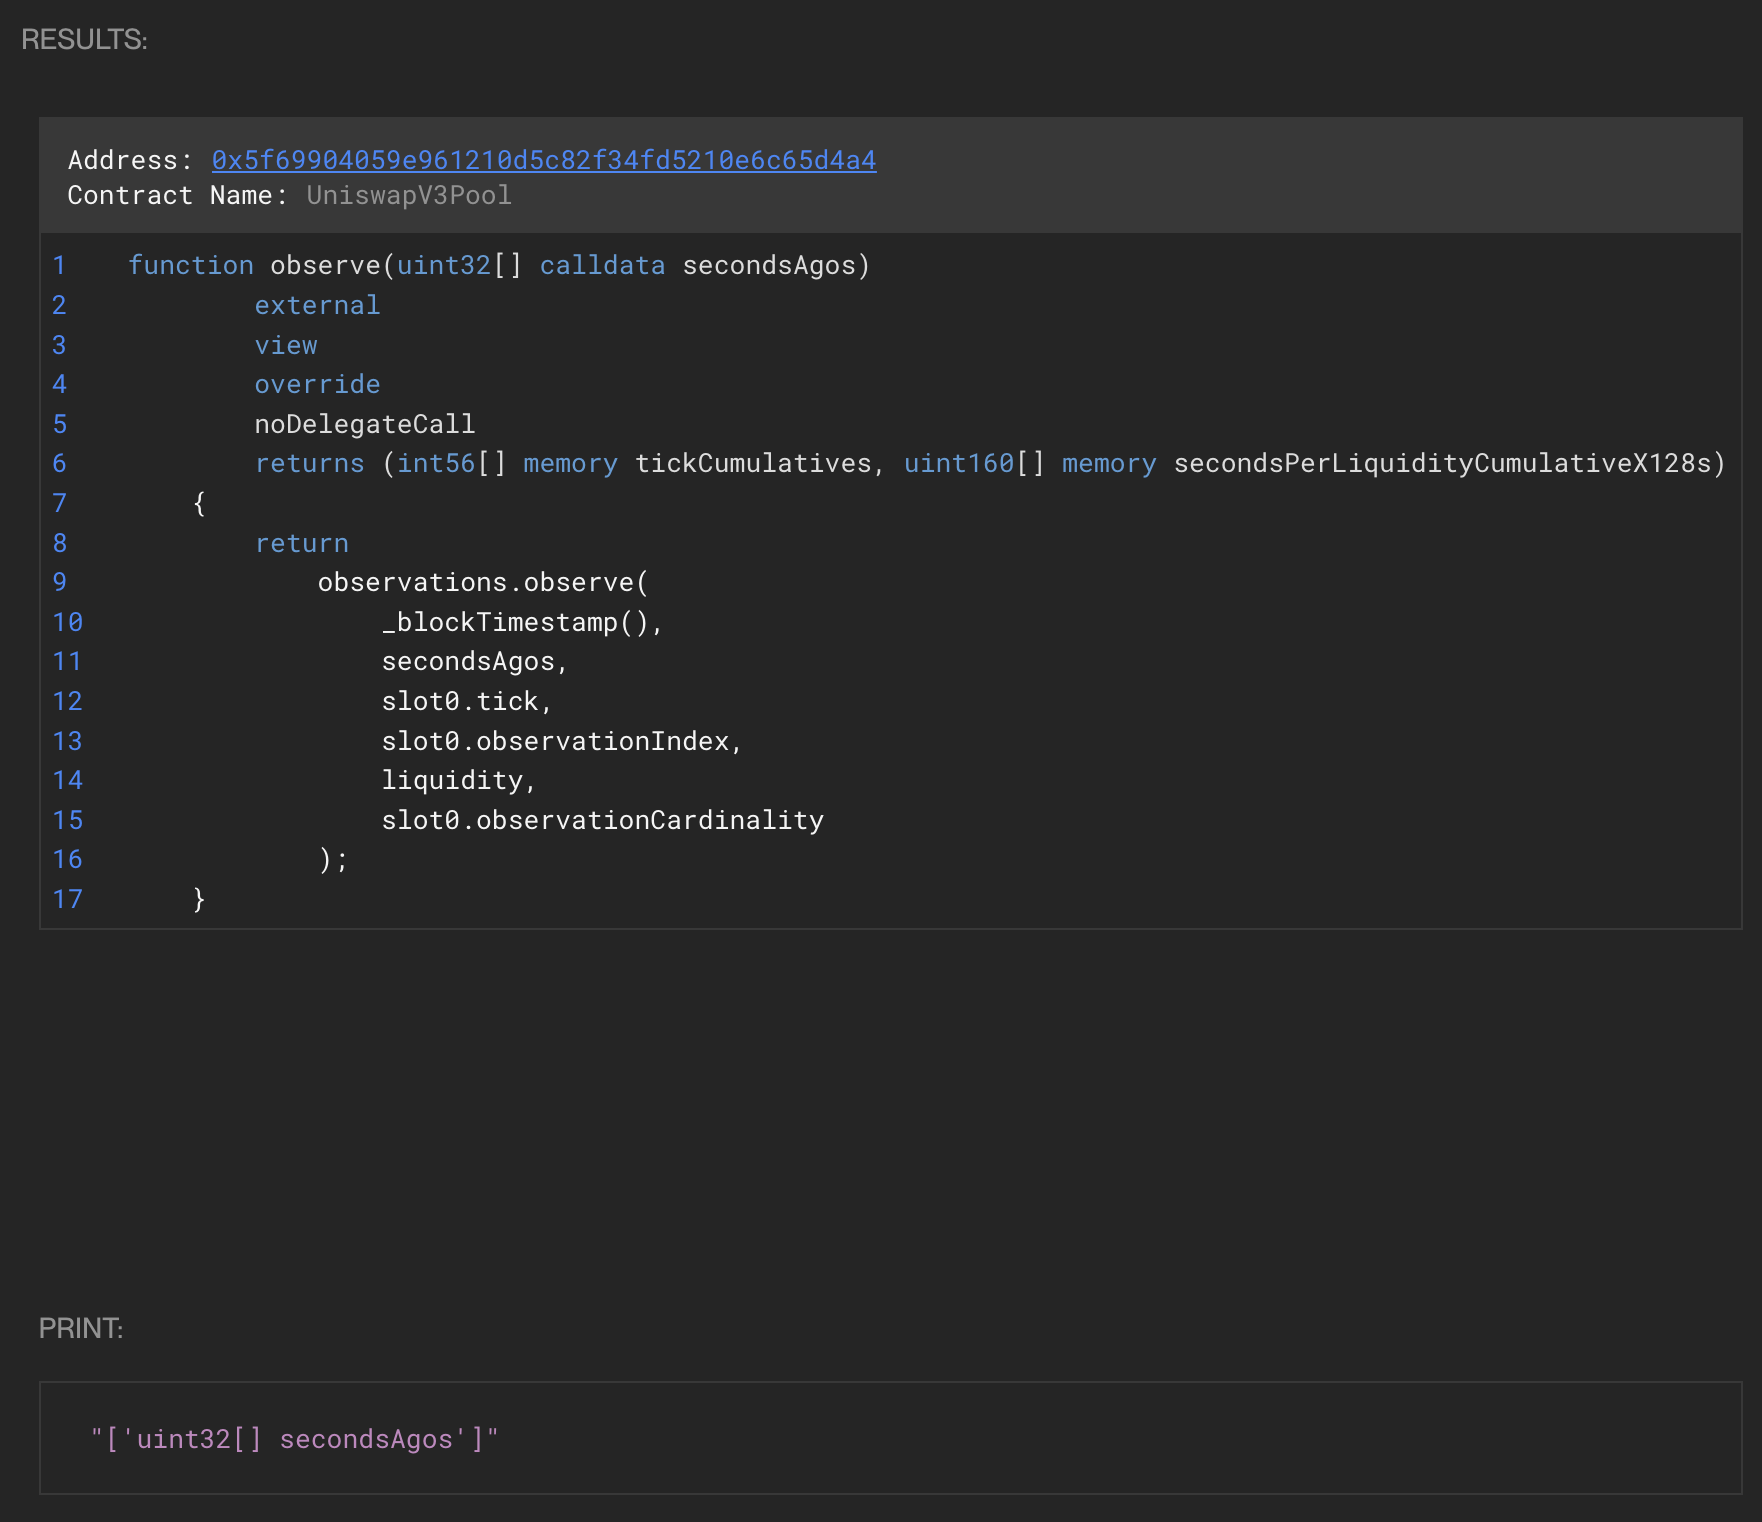 RESULTS:
Address: 0x5f69904059e961210d5c82f34fd5210e6c65d4a4
Contract Name: UniswapV3Pool
1 function observe(uint32[] calldata secondsAgos)
2 external
3 view
4 override
5 noDelegateCall
6 returns (int56[] memory tickCumulatives, uint160[] memory secondsPerLiquidityCumulativeX128s)
7 {
8 return
9 observations.observe(
10 _blockTimestamp(),
11 secondsAgos,
12 slot0.tick,
13 slot0.observationIndex,
14 liquidity,
15 slot0.observationCardinality
16 );
17 }
PRINT:
"['uint32[] secondsAgos']"